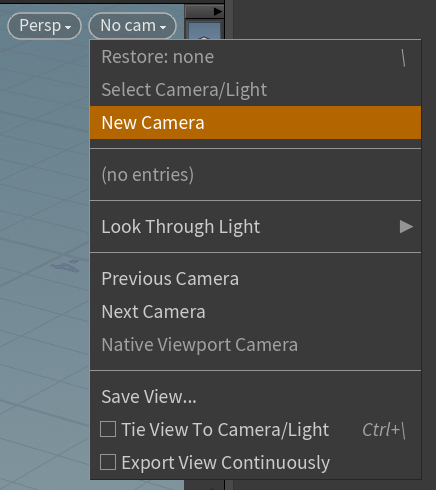 Persp No cam
Restore: none \
Select Camera/Light
New Camera
(no entries)
Look Through Light
Previous Camera
Next Camera
Native Viewport Camera
Save View...
Tie View To Camera/Light Ctrl+\
Export View Continuously